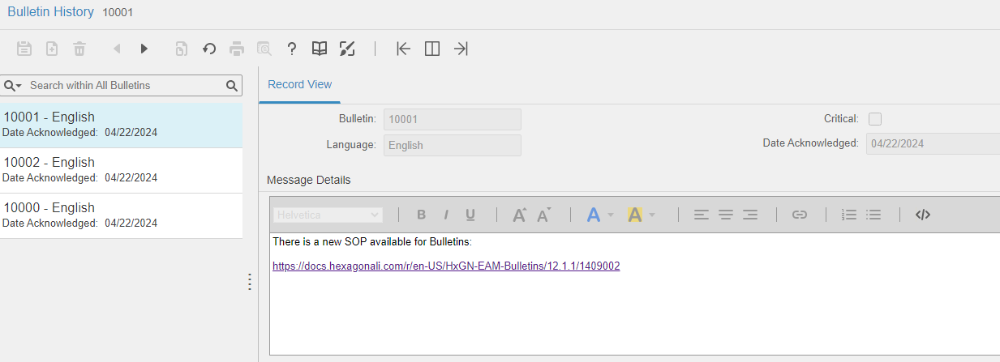 Bulletin History 10001
Search within All Bulletins
10001 - English
Date Acknowledged: 04/22/2024
10002 - English
Date Acknowledged: 04/22/2024
10000 - English
Date Acknowledged: 04/22/2024
Record View
Bulletin: 10001
Critical:
Language: English
Date Acknowledged: 04/22/2024
Message Details
Helvetica B I U A A A A
There is a new SOP available for Bulletins:
https://docs.hexagonali.com/r/en-US/HxGN-EAM-Bulletins/12.1.1/1409002